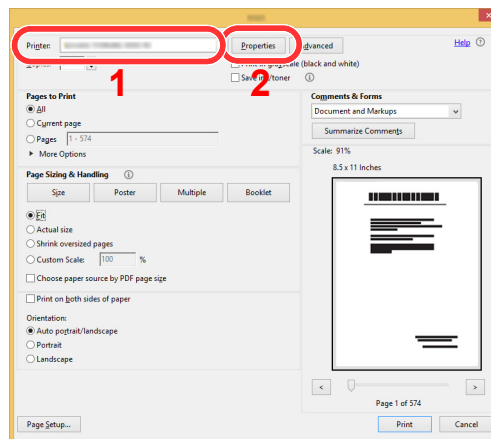 Printer:
Properties
Advanced
Help
Copies:
Print in grayscale (black and white)
Save ink/toner
1
2
Pages to Print
All
Current page
Pages
1 - 574
More Options
Page Sizing & Handling
Size
Poster
Multiple
Booklet
Fit
Actual size
Shrink oversized pages
Custom Scale:
100
%
Choose paper source by PDF page size
Print on both sides of paper
Orientation:
Auto portrait/landscape
Portrait
Landscape
Comments & Forms
Document and Markups
Summarize Comments
Scale: 91%
8.5 x 11 Inches
<
>
Page 1 of 574
Page Setup...
Print
Cancel